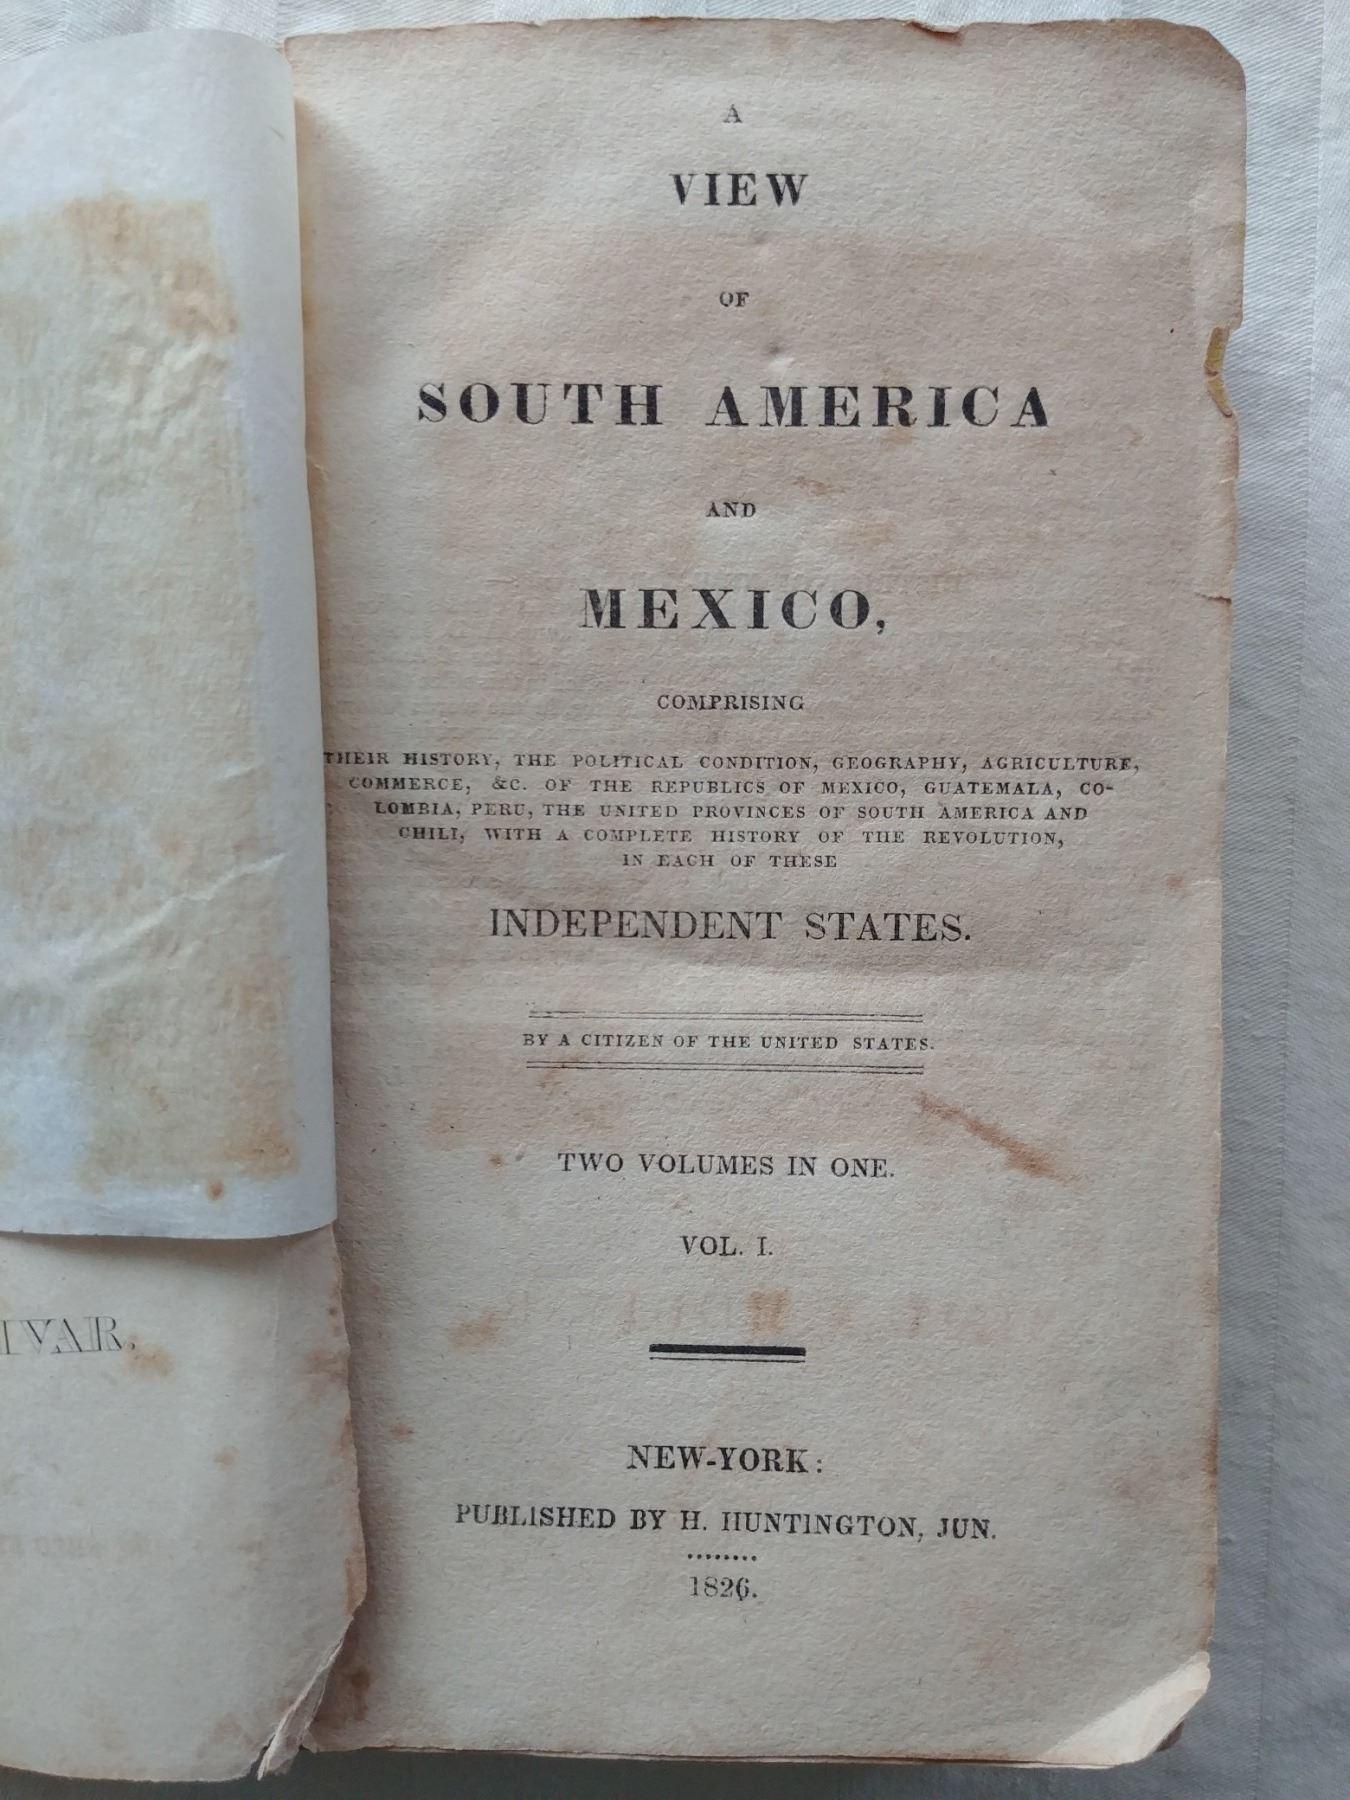 A
VIEW
OF
SOUTH AMERICA
AND
MEXICO,
COMPRISING
THEIR HISTORY, THE POLITICAL CONDITION, GEOGRAPHY, AGRICULTURE,
COMMERCE, &C. OF THE REPUBLICS OF MEXICO, GUATEMALA, CO-
LOMBIA, PERU, THE UNITED PROVINCES OF SOUTH AMERICA AND
CHILI, WITH A COMPLETE HISTORY OF THE REVOLUTION,
IN EACH OF THESE
INDEPENDENT STATES.
BY A CITIZEN OF THE UNITED STATES.
TWO VOLUMES IN ONE.
VOL. I.
IVAR.
NEW-YORK:
PUBLISHED BY H. HUNTINGTON, JUN.
1826.